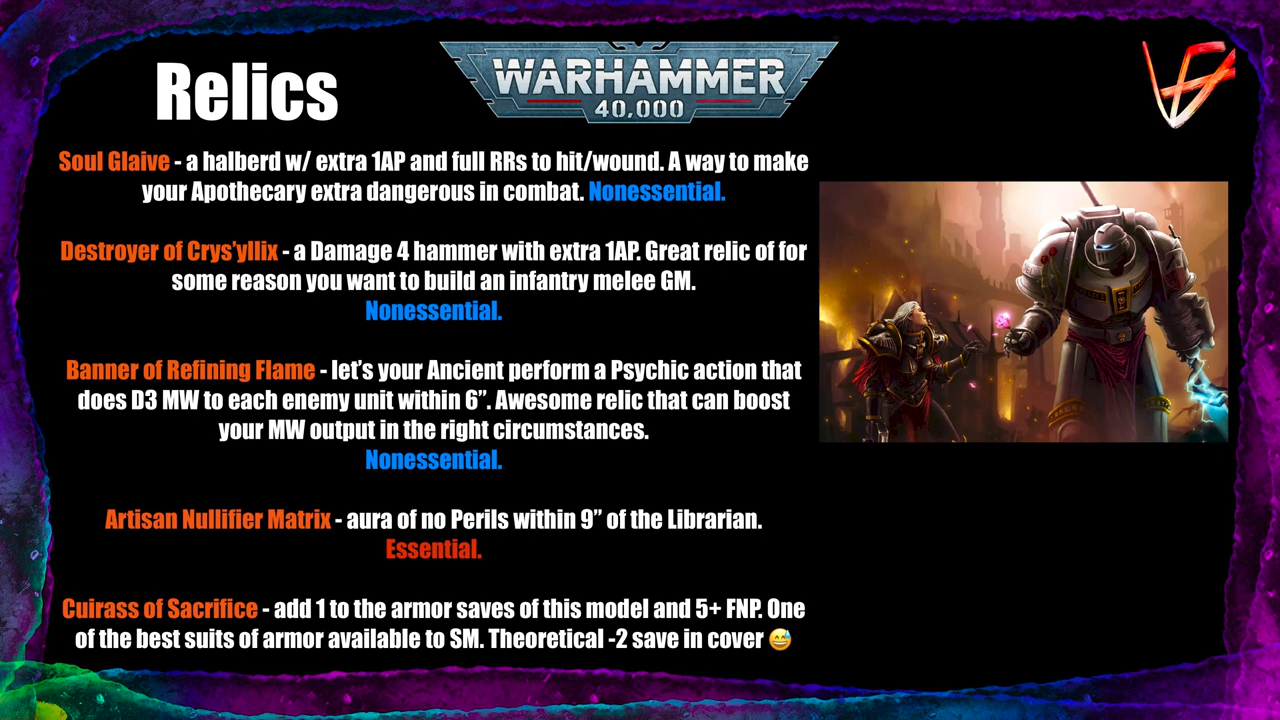 Relics
WARHAMMER
40,000
Soul Glaive - a halberd w/ extra 1AP and full RRs to hit/wound. A way to make
your Apothecary extra dangerous in combat. Nonessential.
Destroyer of Crys'yllix - a Damage 4 hammer with extra 1AP. Great relic of for
some reason you want to build an infantry melee GM.
Nonessential.
Banner of Refining Flame - let's your Ancient perform a Psychic action that
does D3 MW to each enemy unit within 6”. Awesome relic that can boost
your MW output in the right circumstances.
Nonessential.
Artisan Nullifier Matrix - aura of no Perils within 9” of the Librarian.
Essential.
Cuirass of Sacrifice - add 1 to the armor saves of this model and 5+ FNP. One
of the best suits of armor available to SM. Theoretical -2 save in cover 😅